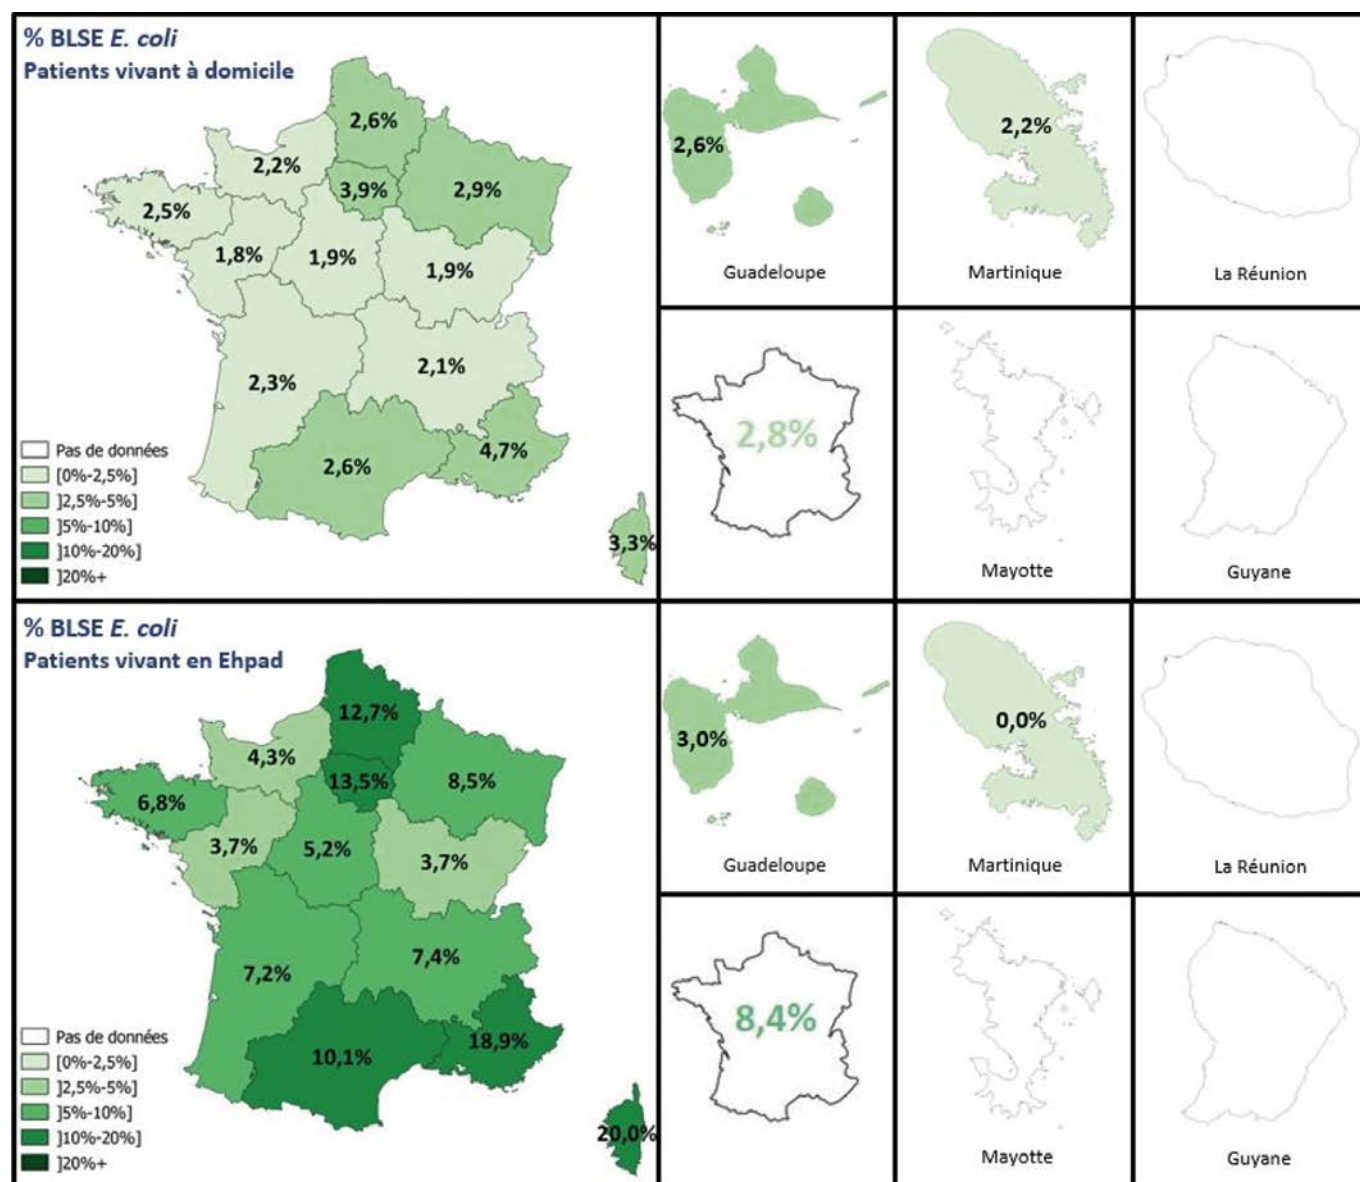 % BLSE E. coli
Patients vivant à domicile
2,6%
2,2%
3,9%
2,9%
2,5%
1,8%
1,9%
1,9%
2,3%
2,1%
2,6%
4,7%
3,3%
Pas de données
[0%-2,5%]
]2,5%-5%]
]5%-10%]
]10%-20%]
]20%+
2,6%
Guadeloupe
2,2%
Martinique
La Réunion
2,8%
Mayotte
Guyane
% BLSE E. coli
Patients vivant en Ehpad
12,7%
4,3%
13,5%
8,5%
6,8%
3,7%
5,2%
3,7%
7,2%
7,4%
10,1%
18,9%
20,0%
Pas de données
[0%-2,5%]
]2,5%-5%]
]5%-10%]
]10%-20%]
]20%+
3,0%
Guadeloupe
0,0%
Martinique
La Réunion
8,4%
Mayotte
Guyane